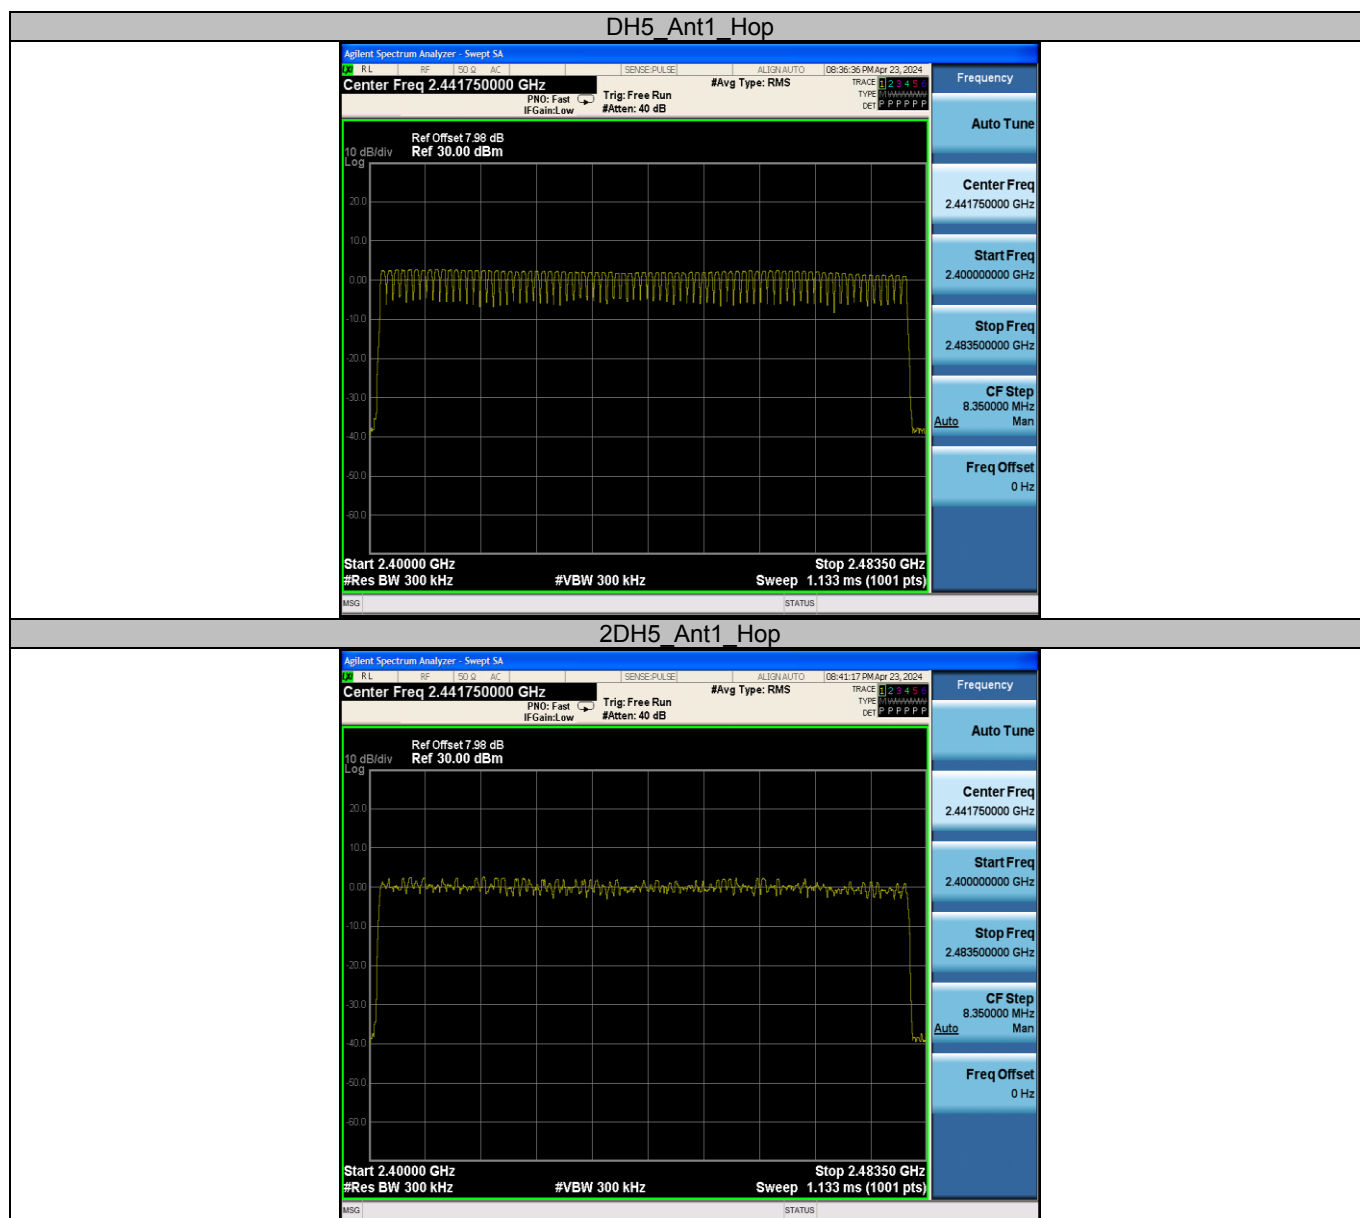 DH5_Ant1_Hop
Agilent Spectrum Analyzer - Swept SA
RL RF 50 Ω AC SENSE:PULSE ALIGN AUTO 08:36:36 PM Apr 23, 2024
Center Freq 2.441750000 GHz #Avg Type: RMS TRACE 1 2 3 4 5 6
PNO: Fast Trig: Free Run TYPE
IFGain:Low #Atten: 40 dB DET P P P P P P
Frequency
Auto Tune
Ref Offset 7.98 dB
10 dB/div Ref 30.00 dBm
Log
20.0
10.0
0.00
-10.0
-20.0
-30.0
-40.0
-50.0
-60.0
Center Freq
2.441750000 GHz
Start Freq
2.400000000 GHz
Stop Freq
2.483500000 GHz
CF Step
8.350000 MHz
Auto Man
Freq Offset
0 Hz
Start 2.40000 GHz Stop 2.48350 GHz
#Res BW 300 kHz #VBW 300 kHz Sweep 1.133 ms (1001 pts)
MSG STATUS
2DH5_Ant1_Hop
Agilent Spectrum Analyzer - Swept SA
RL RF 50 Ω AC SENSE:PULSE ALIGN AUTO 08:41:17 PM Apr 23, 2024
Center Freq 2.441750000 GHz #Avg Type: RMS TRACE 1 2 3 4 5 6
PNO: Fast Trig: Free Run TYPE
IFGain:Low #Atten: 40 dB DET P P P P P P
Frequency
Auto Tune
Ref Offset 7.98 dB
10 dB/div Ref 30.00 dBm
Log
20.0
10.0
0.00
-10.0
-20.0
-30.0
-40.0
-50.0
-60.0
Center Freq
2.441750000 GHz
Start Freq
2.400000000 GHz
Stop Freq
2.483500000 GHz
CF Step
8.350000 MHz
Auto Man
Freq Offset
0 Hz
Start 2.40000 GHz Stop 2.48350 GHz
#Res BW 300 kHz #VBW 300 kHz Sweep 1.133 ms (1001 pts)
MSG STATUS